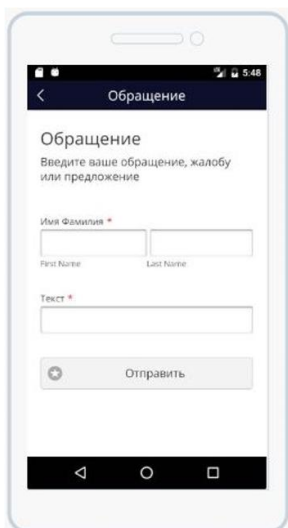 5:48
Обращение
Обращение
Введите ваше обращение, жалобу
или предложение
Имя Фамилия *
First Name Last Name
Текст *
Отправить